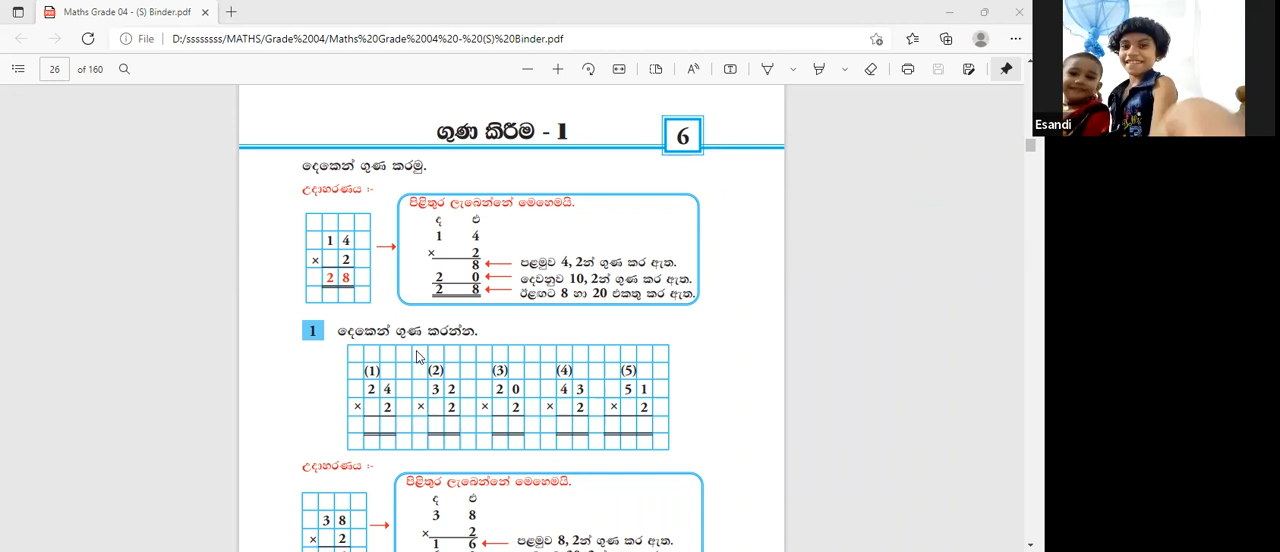 Maths Grade 04 - (S) Binder.pdf
File D:/ssssssss/MATHS/Grade%2004/Maths%20Grade%2004%20-%20(S)%20Binder.pdf
26 of 160
Esandi
ගුණ කිරීම - 1
6
දෙකෙන් ගුණ කරමු.
උදාහරණය :-
පිළිතුර ලැබෙන්නේ මෙහෙමයි.
ද එ
1 4
× 2
8 පළමුව 4, 2න් ගුණ කර ඇත.
2 0 දෙවනුව 10, 2න් ගුණ කර ඇත.
2 8 ඊළඟට 8 හා 20 එකතු කර ඇත.
1 4
× 2
2 8
1 දෙකෙන් ගුණ කරන්න.
(1) (2) (3) (4) (5)
2 4 3 2 2 0 4 3 5 1
× 2 × 2 × 2 × 2 × 2
උදාහරණය :-
පිළිතුර ලැබෙන්නේ මෙහෙමයි.
ද එ
3 8
× 2
1 6 පළමුව 8, 2න් ගුණ කර ඇත.
3 8
× 2